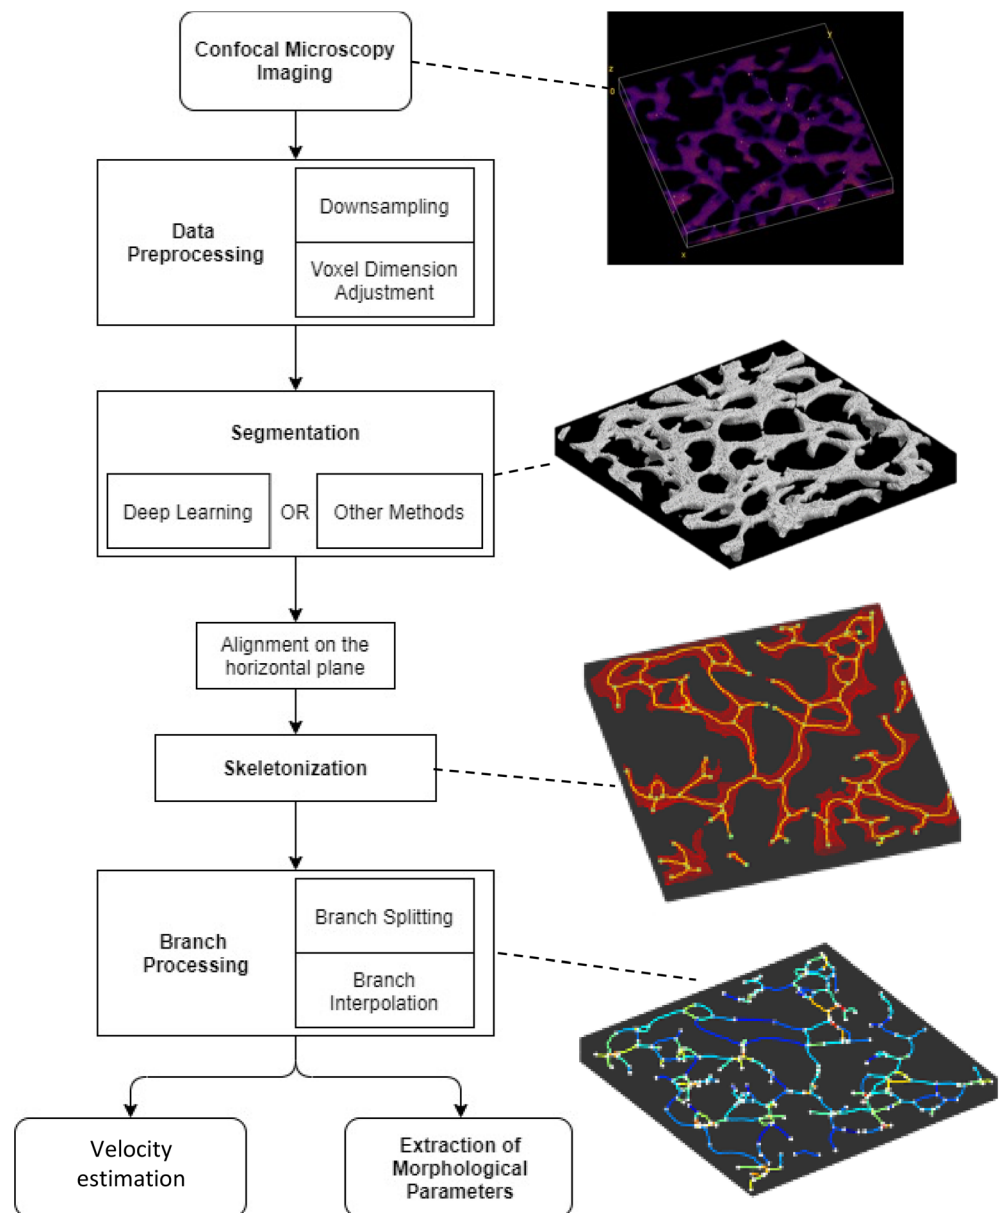 Confocal Microscopy
Imaging
z
0
y
x
Data
Preprocessing
Downsampling
Voxel Dimension
Adjustment
Segmentation
Deep Learning
OR
Other Methods
Alignment on the
horizontal plane
Skeletonization
Branch
Processing
Branch Splitting
Branch
Interpolation
Velocity
estimation
Extraction of
Morphological
Parameters